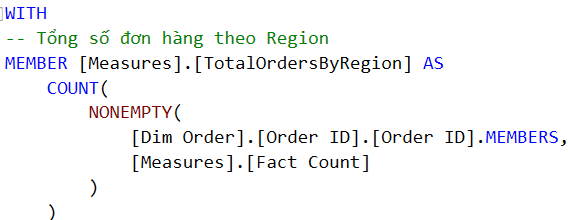 WITH
-- Tổng số đơn hàng theo Region
MEMBER [Measures].[TotalOrdersByRegion] AS
    COUNT(
        NONEMPTY(
            [Dim Order].[Order ID].[Order ID].MEMBERS,
            [Measures].[Fact Count]
        )
    )